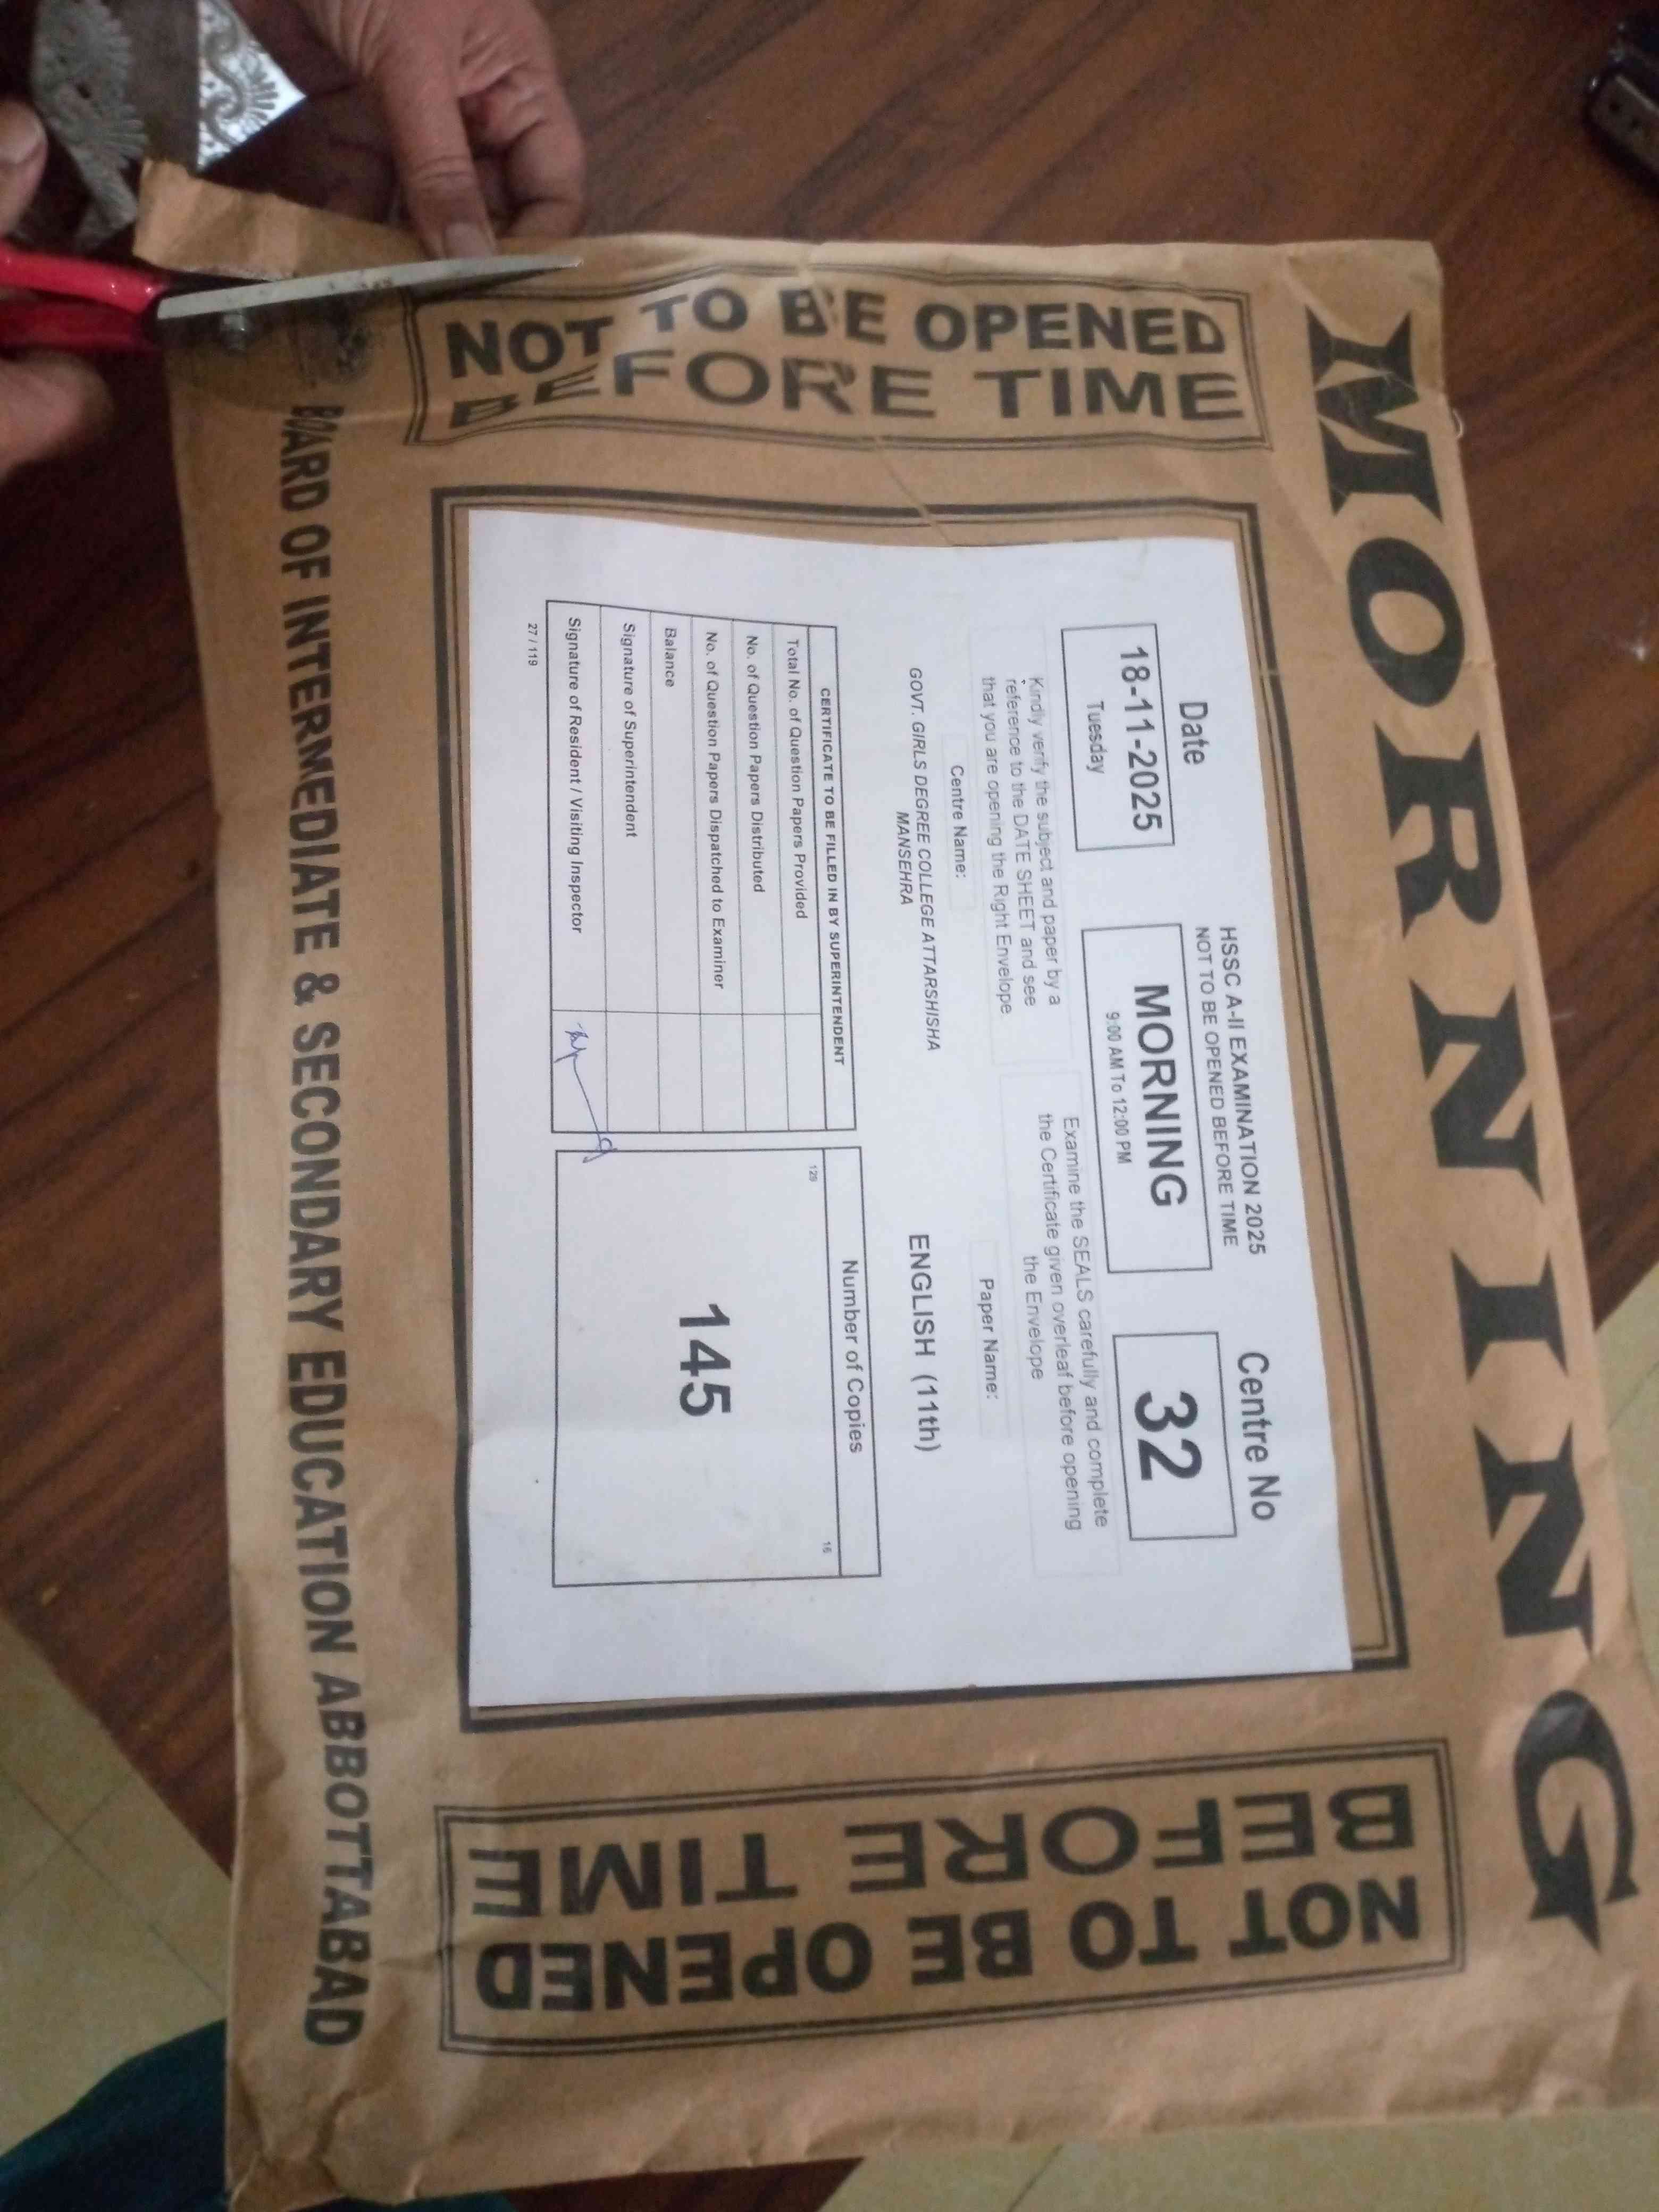 MORNING
NOT TO BE OPENED
BEFORE TIME
HSSC A-II EXAMINATION 2025
NOT TO BE OPENED BEFORE TIME
Date
18-11-2025
Tuesday
MORNING
9:00 AM To 12:00 PM
Centre No
32
Kindly verify the subject and paper by a
reference to the DATE SHEET and see
that you are opening the Right Envelope
Examine the SEALS carefully and complete
the Certificate given overleaf before opening
the Envelope
Centre Name:
GOVT. GIRLS DEGREE COLLEGE ATTARSHISHA
MANSEHRA
Paper Name:
ENGLISH (11th)
CERTIFICATE TO BE FILLED IN BY SUPERINTENDENT
Total No. of Question Papers Provided
No. of Question Papers Distributed
No. of Question Papers Dispatched to Examiner
Balance
Signature of Superintendent
Signature of Resident / Visiting Inspector
27 / 119
Number of Copies
129
16
145
NOT TO BE OPENED
BEFORE TIME
BOARD OF INTERMEDIATE & SECONDARY EDUCATION ABBOTTABAD